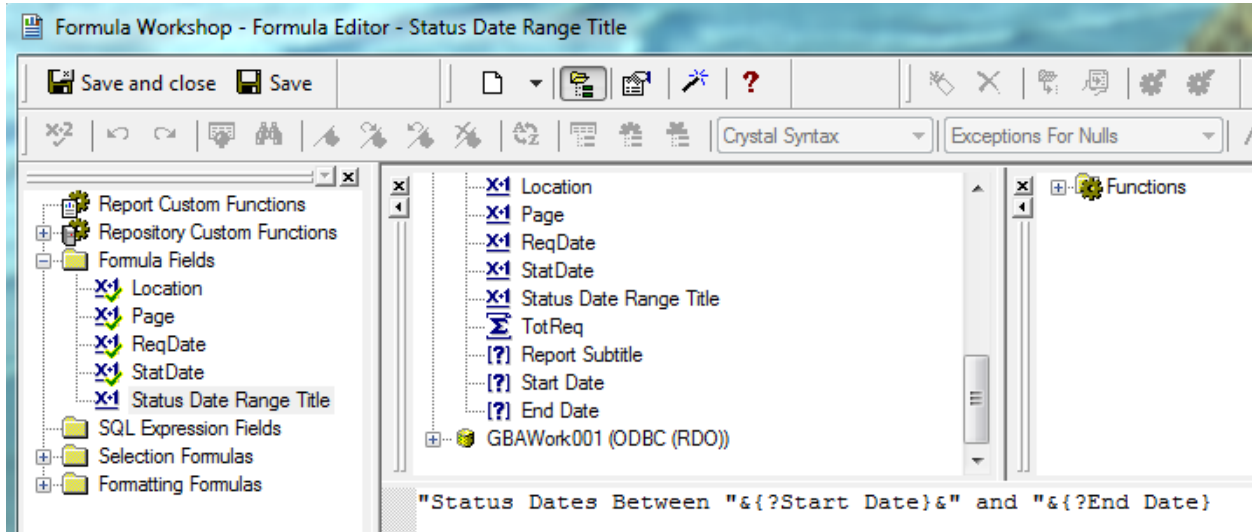 Formula Workshop - Formula Editor - Status Date Range Title
Save and close Save
Crystal Syntax Exceptions For Nulls
Report Custom Functions
Repository Custom Functions
Formula Fields
Location
Page
ReqDate
StatDate
Status Date Range Title
SQL Expression Fields
Selection Formulas
Formatting Formulas
Location
Page
ReqDate
StatDate
Status Date Range Title
TotReq
Report Subtitle
Start Date
End Date
GBAWork001 (ODBC (RDO))
Functions
"Status Dates Between "&{?Start Date}&" and "&{?End Date}